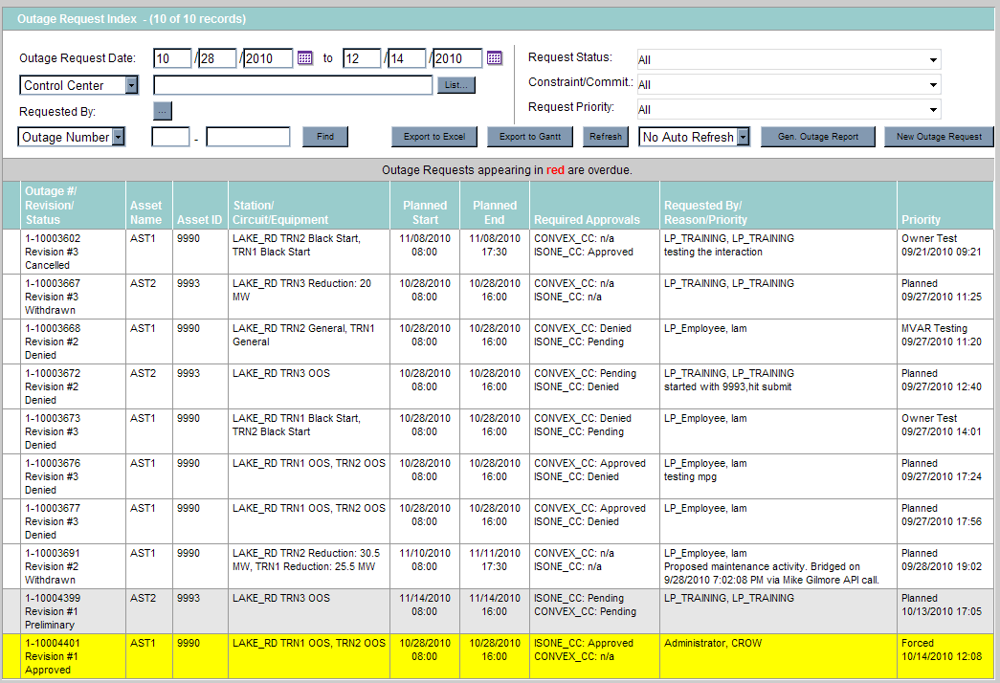 Outage Request Index - (10 of 10 records)
Outage Request Date: 10 / 28 / 2010 to 12 / 14 / 2010
Request Status: All
Control Center List...
Constraint/Commit.: All
Requested By: ...
Request Priority: All
Outage Number - Find Export to Excel Export to Gantt Refresh No Auto Refresh Gen. Outage Report New Outage Request
Outage Requests appearing in red are overdue.
Outage #/
Revision/
Status
Asset
Name
Asset ID
Station/
Circuit/Equipment
Planned
Start
Planned
End
Required Approvals
Requested By/
Reason/Priority
Priority
1-10003602 AST1 9990 LAKE_RD TRN2 Black Start, 11/08/2010 11/08/2010 CONVEX_CC: n/a LP_TRAINING, LP_TRAINING Owner Test
Revision #3 TRN1 Black Start 08:00 17:30 ISONE_CC: Approved testing the interaction 09/21/2010 09:21
Cancelled
1-10003667 AST2 9993 LAKE_RD TRN3 Reduction: 20 10/28/2010 10/28/2010 CONVEX_CC: n/a LP_TRAINING, LP_TRAINING Planned
Revision #3 MW 08:00 16:00 ISONE_CC: n/a 09/27/2010 11:25
Withdrawn
1-10003668 AST1 9990 LAKE_RD TRN2 General, TRN1 10/28/2010 10/28/2010 CONVEX_CC: Denied LP_Employee, Iam MVAR Testing
Revision #2 General 08:00 16:00 ISONE_CC: Pending 09/27/2010 11:20
Denied
1-10003672 AST2 9993 LAKE_RD TRN3 OOS 10/28/2010 10/28/2010 CONVEX_CC: Pending LP_TRAINING, LP_TRAINING Planned
Revision #2 08:00 16:00 ISONE_CC: Denied started with 9993,hit submit 09/27/2010 12:40
Denied
1-10003673 AST1 9990 LAKE_RD TRN1 Black Start, 10/28/2010 10/28/2010 CONVEX_CC: Denied LP_Employee, Iam Owner Test
Revision #3 TRN2 Black Start 08:00 16:00 ISONE_CC: Pending 09/27/2010 14:01
Denied
1-10003676 AST1 9990 LAKE_RD TRN1 OOS, TRN2 OOS 10/28/2010 10/28/2010 CONVEX_CC: Approved LP_Employee, Iam Planned
Revision #3 08:00 16:00 ISONE_CC: Denied testing mpg 09/27/2010 17:24
Denied
1-10003677 AST1 9990 LAKE_RD TRN1 OOS, TRN2 OOS 10/28/2010 10/28/2010 CONVEX_CC: Approved LP_Employee, Iam Planned
Revision #3 08:00 16:00 ISONE_CC: Denied 09/27/2010 17:56
Denied
1-10003691 AST1 9990 LAKE_RD TRN2 Reduction: 30.5 11/10/2010 11/11/2010 CONVEX_CC: n/a LP_Employee, Iam Planned
Revision #2 MW, TRN1 Reduction: 25.5 MW 08:00 17:30 ISONE_CC: n/a Proposed maintenance activity. Bridged on 09/28/2010 19:02
Withdrawn 9/28/2010 7:02:08 PM via Mike Gilmore API call.
1-10004399 AST2 9993 LAKE_RD TRN3 OOS 11/14/2010 11/14/2010 ISONE_CC: Pending LP_TRAINING, LP_TRAINING Planned
Revision #1 08:00 16:00 CONVEX_CC: Pending 10/13/2010 17:05
Preliminary
1-10004401 AST1 9990 LAKE_RD TRN1 OOS, TRN2 OOS 10/28/2010 10/28/2010 ISONE_CC: Approved Administrator, CROW Forced
Revision #1 08:00 16:00 CONVEX_CC: n/a 10/14/2010 12:08
Approved